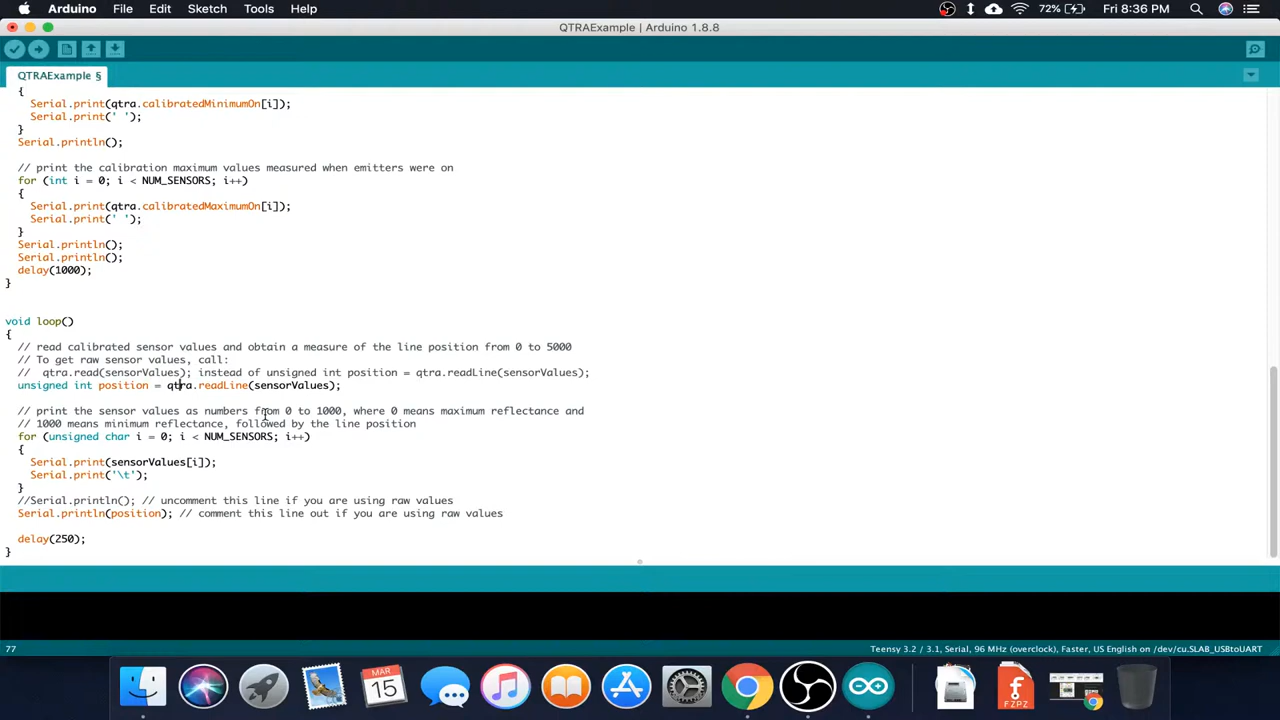 Arduino File Edit Sketch Tools Help 72% Fri 8:36 PM
QTRAExample | Arduino 1.8.8
QTRAExample §
{
Serial.print(qtra.calibratedMinimumOn[i]);
Serial.print(' ');
}
Serial.println();
// print the calibration maximum values measured when emitters were on
for (int i = 0; i < NUM_SENSORS; i++)
{
Serial.print(qtra.calibratedMaximumOn[i]);
Serial.print(' ');
}
Serial.println();
Serial.println();
delay(1000);
}
void loop()
{
// read calibrated sensor values and obtain a measure of the line position from 0 to 5000
// To get raw sensor values, call:
//  qtra.read(sensorValues); instead of unsigned int position = qtra.readLine(sensorValues);
unsigned int position = qtra.readLine(sensorValues);
// print the sensor values as numbers from 0 to 1000, where 0 means maximum reflectance and
// 1000 means minimum reflectance, followed by the line position
for (unsigned char i = 0; i < NUM_SENSORS; i++)
{
Serial.print(sensorValues[i]);
Serial.print('\t');
}
//Serial.println(); // uncomment this line if you are using raw values
Serial.println(position); // comment this line out if you are using raw values
delay(250);
}
77 Teensy 3.2 / 3.1, Serial, 96 MHz (overclock), Faster, US English on /dev/cu.SLAB_USBtoUART
MAR
15
FZPZ